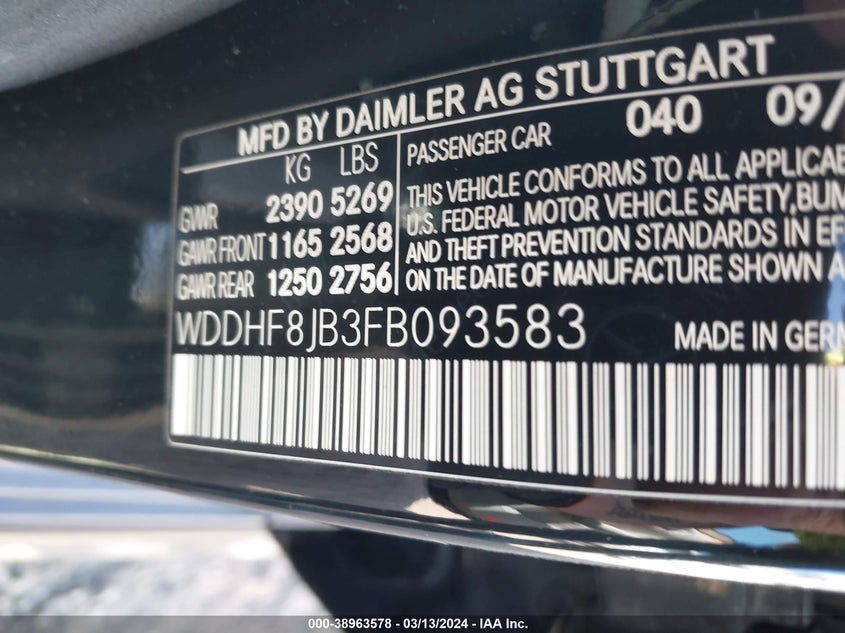 MFD BY DAIMLER AG STUTTGART
KG LBS
GVWR 2390 5269
GAWR FRONT 1165 2568
GAWR REAR 1250 2756
PASSENGER CAR 040 09/
THIS VEHICLE CONFORMS TO ALL APPLICAB
U.S. FEDERAL MOTOR VEHICLE SAFETY, BUM
AND THEFT PREVENTION STANDARDS IN EF
ON THE DATE OF MANUFACTURE SHOWN A
WDDHF8JB3FB093583 MADE IN GERM
000-38963578 - 03/13/2024 - IAA Inc.